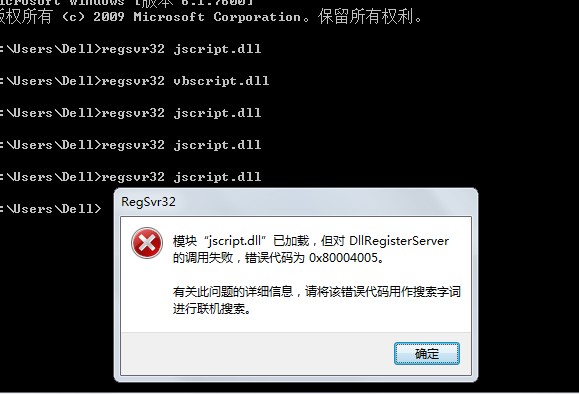 icrosoft Windows [版本 6.1.7600]
版权所有 (c) 2009 Microsoft Corporation。保留所有权利。
:\Users\Dell>regsvr32 jscript.dll
:\Users\Dell>regsvr32 vbscript.dll
:\Users\Dell>regsvr32 jscript.dll
:\Users\Dell>regsvr32 jscript.dll
:\Users\Dell>regsvr32 jscript.dll
:\Users\Dell>
RegSvr32
模块“jscript.dll”已加载，但对 DllRegisterServer
的调用失败，错误代码为 0x80004005。
有关此问题的详细信息，请将该错误代码用作搜索字词
进行联机搜索。
确定